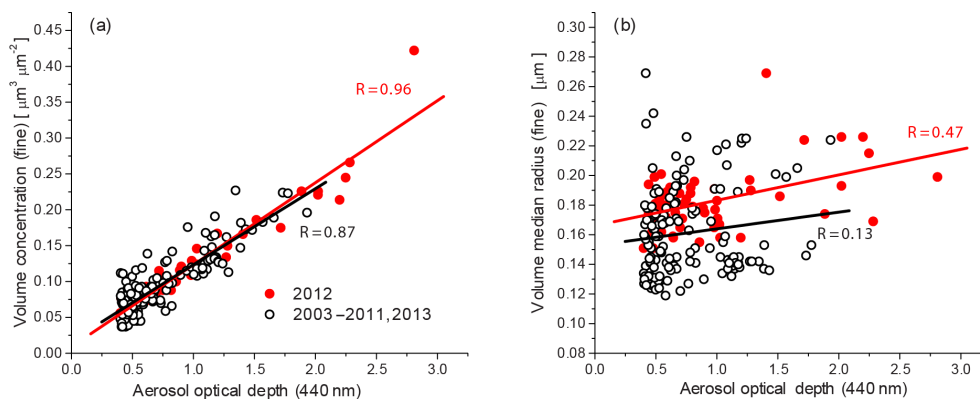 (a)
Volume concentration (fine) [ μm³ μm⁻²]
0.45
0.40
0.35
0.30
0.25
0.20
0.15
0.10
0.05
0.00
R=0.96
R=0.87
2012
2003–2011,2013
0.0 0.5 1.0 1.5 2.0 2.5 3.0
Aerosol optical depth (440 nm)
(b)
Volume median radius (fine) [μm]
0.30
0.28
0.26
0.24
0.22
0.20
0.18
0.16
0.14
0.12
0.10
0.08
R=0.47
R=0.13
0.0 0.5 1.0 1.5 2.0 2.5 3.0
Aerosol optical depth (440 nm)